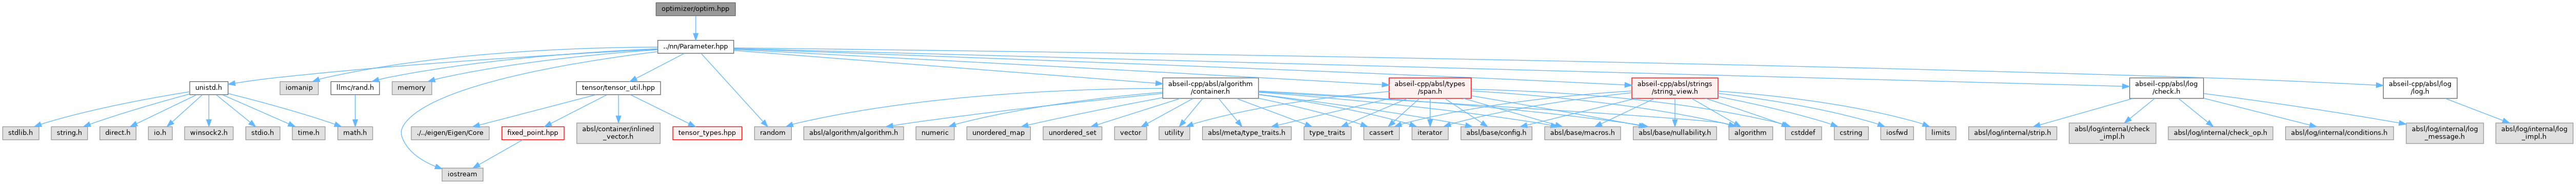 optimizer/optim.hpp
../nn/Parameter.hpp
unistd.h
iomanip
llmc/rand.h
memory
tensor/tensor_util.hpp
abseil-cpp/absl/algorithm
/container.h
abseil-cpp/absl/types
/span.h
abseil-cpp/absl/strings
/string_view.h
abseil-cpp/absl/log
/check.h
abseil-cpp/absl/log
/log.h
stdlib.h
string.h
direct.h
io.h
winsock2.h
stdio.h
time.h
math.h
../../eigen/Eigen/Core
fixed_point.hpp
absl/container/inlined
_vector.h
tensor_types.hpp
random
absl/algorithm/algorithm.h
numeric
unordered_map
unordered_set
vector
utility
absl/meta/type_traits.h
type_traits
cassert
iterator
absl/base/config.h
absl/base/macros.h
absl/base/nullability.h
algorithm
cstddef
cstring
iosfwd
limits
absl/log/internal/strip.h
absl/log/internal/check
_impl.h
absl/log/internal/check_op.h
absl/log/internal/conditions.h
absl/log/internal/log
_message.h
absl/log/internal/log
_impl.h
iostream